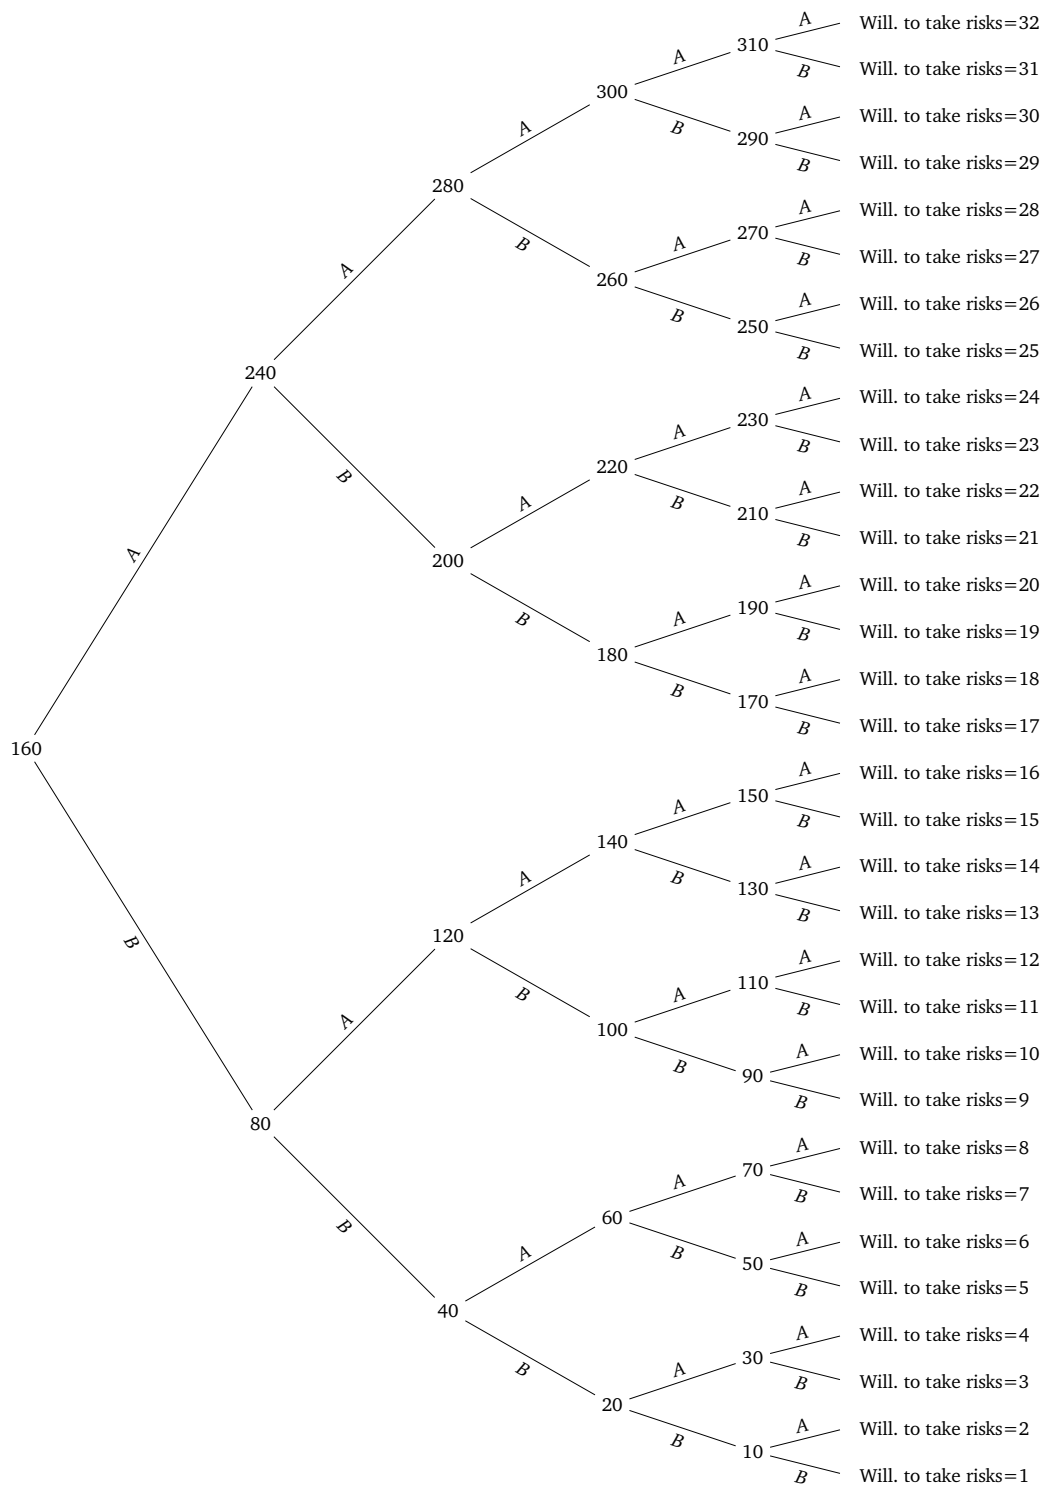 A
Will. to take risks=32
310
A
B
Will. to take risks=31
300
A
Will. to take risks=30
A
B
290
B
Will. to take risks=29
280
A
Will. to take risks=28
270
A
B
Will. to take risks=27
B
260
A
A
Will. to take risks=26
B
250
B
Will. to take risks=25
240
A
Will. to take risks=24
230
A
B
Will. to take risks=23
220
B
A
Will. to take risks=22
A
B
210
B
Will. to take risks=21
200
A
A
Will. to take risks=20
190
B
A
B
Will. to take risks=19
180
A
Will. to take risks=18
B
170
B
Will. to take risks=17
160
A
Will. to take risks=16
150
A
B
Will. to take risks=15
140
A
Will. to take risks=14
A
B
130
B
Will. to take risks=13
B
120
A
Will. to take risks=12
110
B
A
B
Will. to take risks=11
A
100
A
Will. to take risks=10
B
90
B
Will. to take risks=9
80
A
Will. to take risks=8
70
A
B
Will. to take risks=7
60
B
A
Will. to take risks=6
A
B
50
B
Will. to take risks=5
40
A
Will. to take risks=4
30
B
A
B
Will. to take risks=3
20
A
Will. to take risks=2
B
10
B
Will. to take risks=1